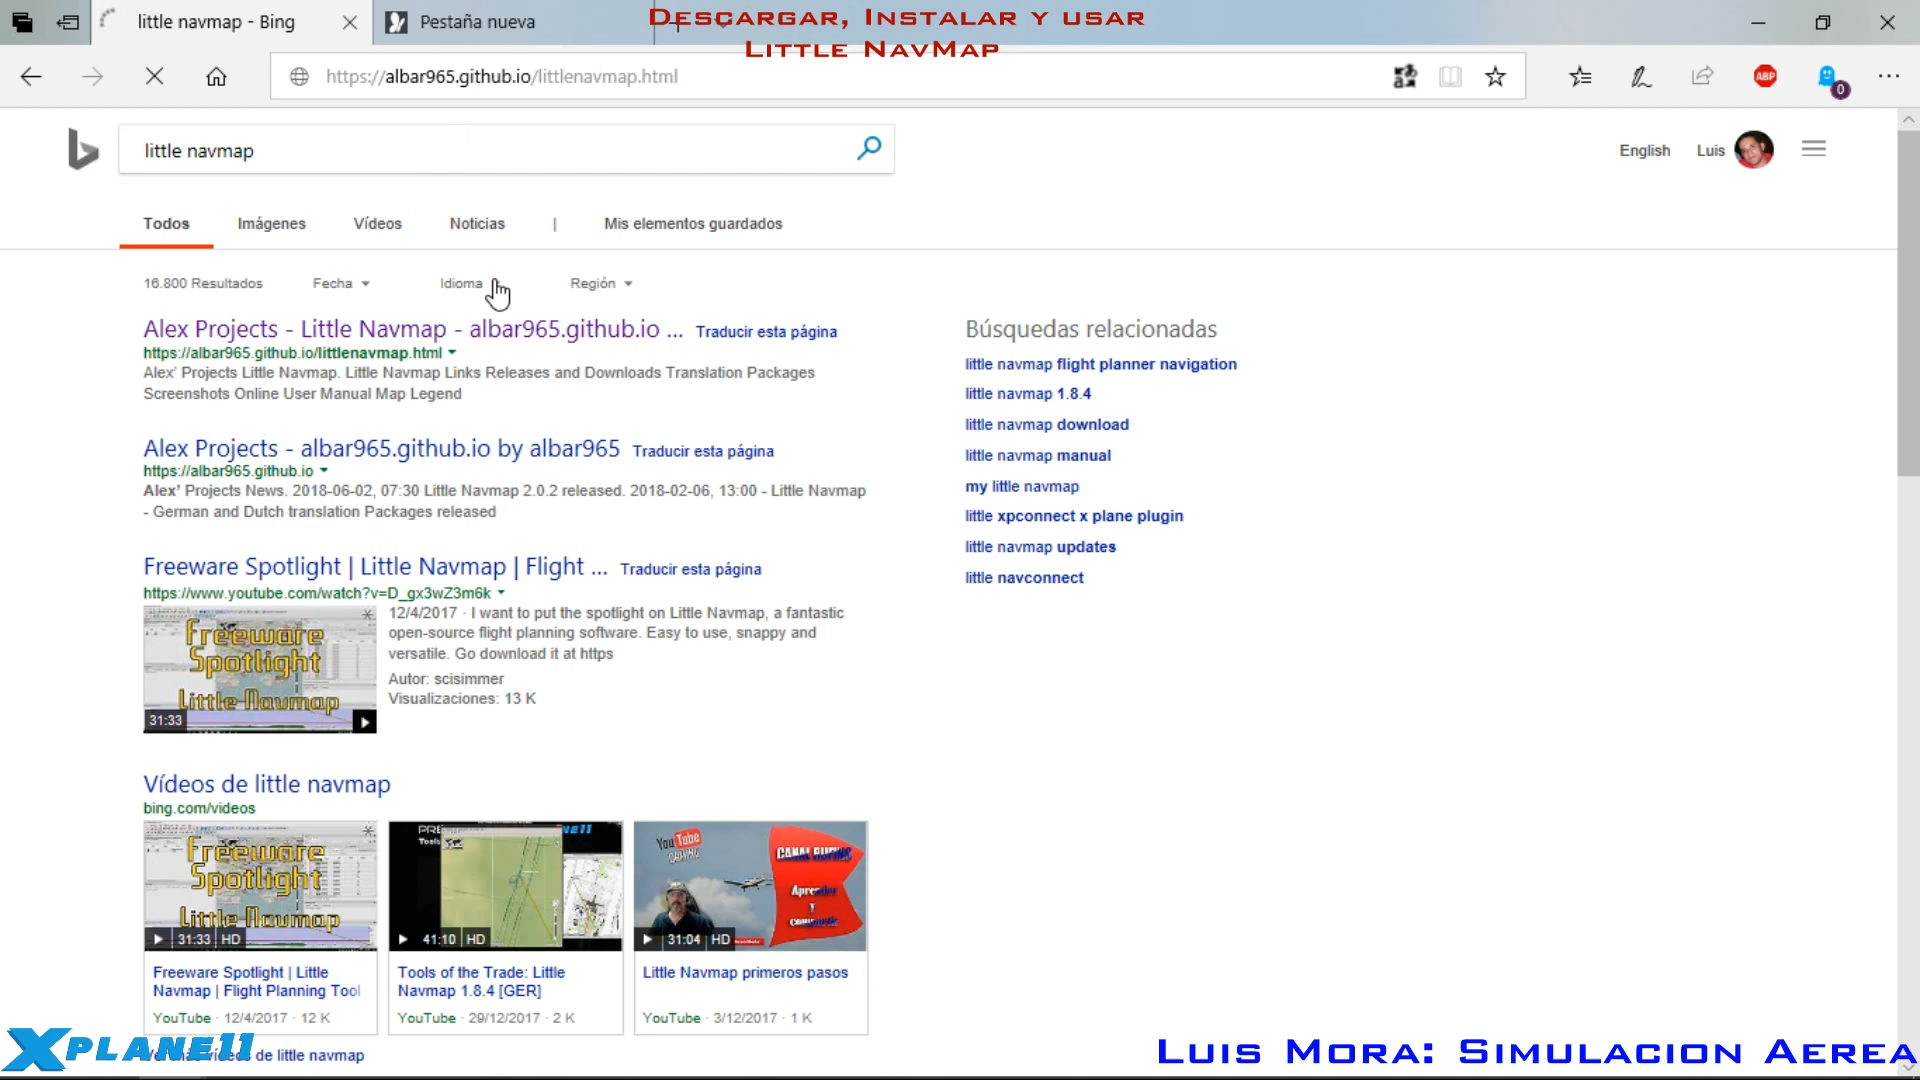 little navmap - Bing
Pestaña nueva
Descargar, Instalar y usar
Little NavMap
https://albar965.github.io/littlenavmap.html
ABP
0
little navmap
English
Luis
Todos
Imágenes
Vídeos
Noticias
|
Mis elementos guardados
16.800 Resultados
Fecha
Idioma
Región
Alex Projects - Little Navmap - albar965.github.io ... Traducir esta página
https://albar965.github.io/littlenavmap.html
Alex' Projects Little Navmap. Little Navmap Links Releases and Downloads Translation Packages
Screenshots Online User Manual Map Legend
Alex Projects - albar965.github.io by albar965 Traducir esta página
https://albar965.github.io
Alex' Projects News. 2018-06-02, 07:30 Little Navmap 2.0.2 released. 2018-02-06, 13:00 - Little Navmap
- German and Dutch translation Packages released
Freeware Spotlight | Little Navmap | Flight ... Traducir esta página
https://www.youtube.com/watch?v=D_gx3wZ3m6k
Freeware
Spotlight
Little Navmap
31:33
12/4/2017 · I want to put the spotlight on Little Navmap, a fantastic
open-source flight planning software. Easy to use, snappy and
versatile. Go download it at https
Autor: scisimmer
Visualizaciones: 13 K
Vídeos de little navmap
bing.com/videos
Freeware
Spotlight
Little Navmap
31:33 HD
Freeware Spotlight | Little
Navmap | Flight Planning Tool
YouTube · 12/4/2017 · 12 K
41:10 HD
Tools of the Trade: Little
Navmap 1.8.4 [GER]
YouTube · 29/12/2017 · 2 K
You Tube
31:04 HD
Little Navmap primeros pasos
YouTube · 3/12/2017 · 1 K
Ver más vídeos de little navmap
Búsquedas relacionadas
little navmap flight planner navigation
little navmap 1.8.4
little navmap download
little navmap manual
my little navmap
little xpconnect x plane plugin
little navmap updates
little navconnect
XPLANE11
Luis Mora: Simulacion Aerea